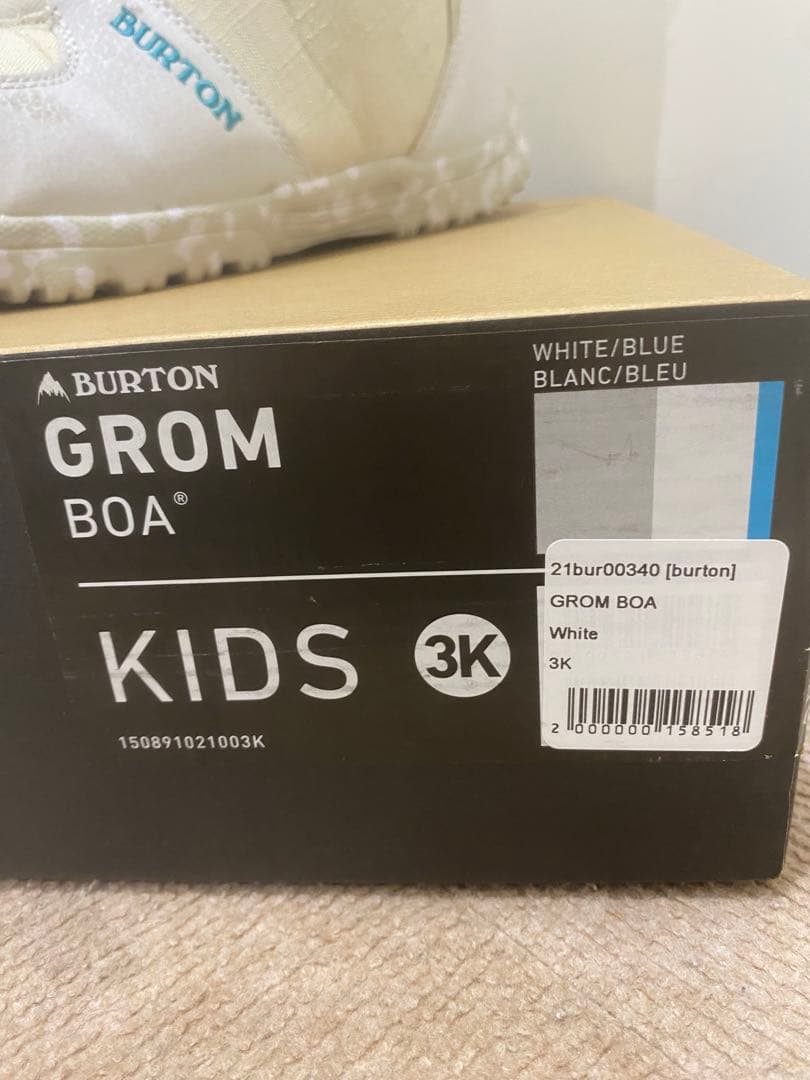 BURTON
WHITE/BLUE
BLANC/BLEU
BURTON
GROM
BOA®
21bur00340 [burton]
GROM BOA
White
3K
KIDS 3K
2 000000 158518
150891021003K